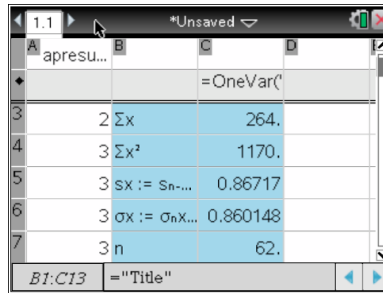 1.1 *Unsaved
A apresu... B C D E
=OneVar('
3 2 Σx 264.
4 3 Σx² 1170.
5 3 sx := sn-... 0.86717
6 3 σx := σnx... 0.860148
7 3 n 62.
B1:C13 ="Title"